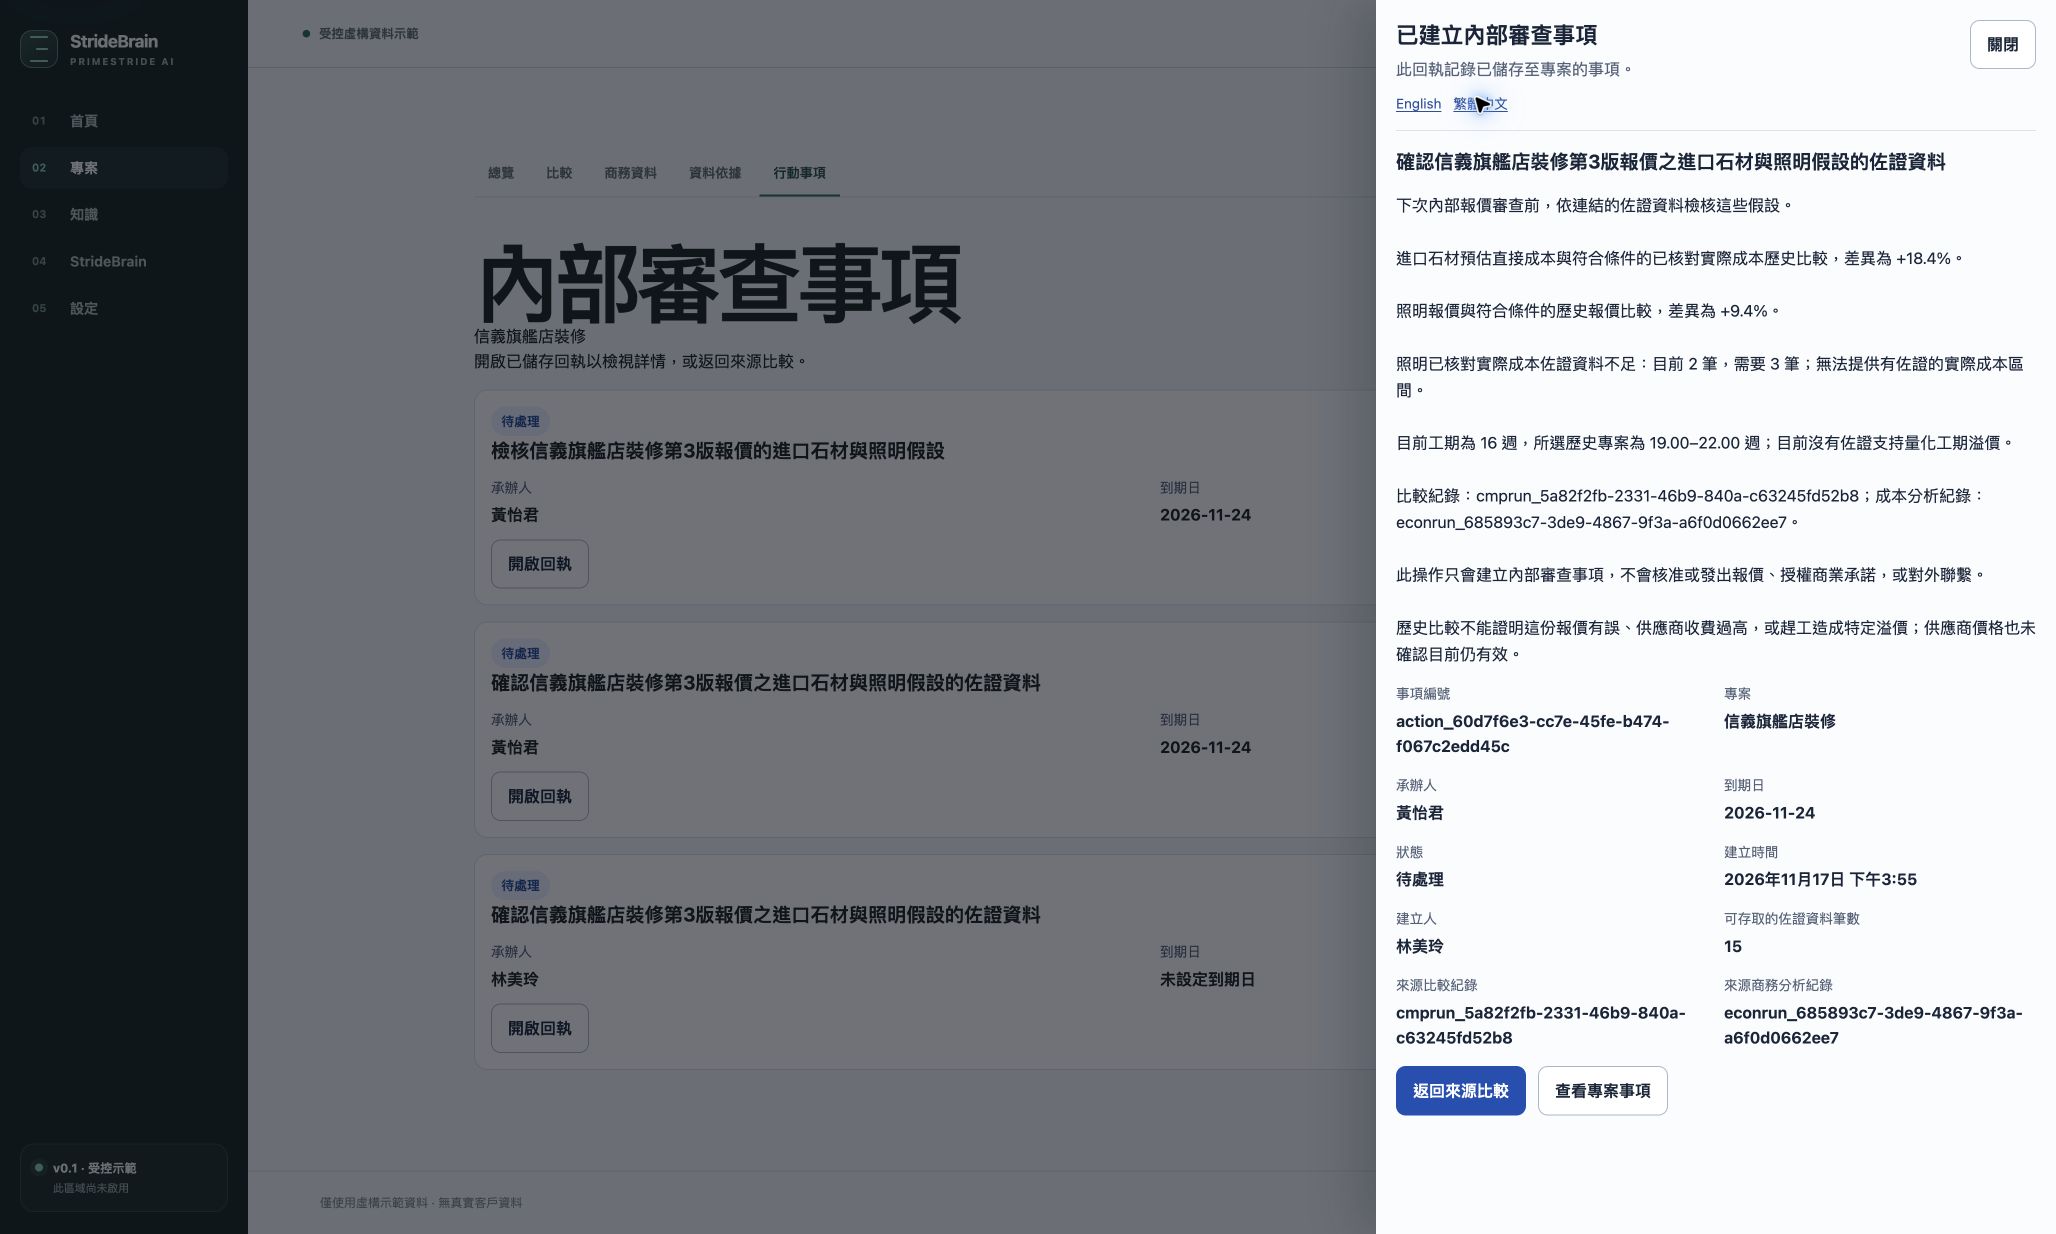 StrideBrain
PRIMESTRIDE AI
01 首頁
02 專案
03 知識
04 StrideBrain
05 設定
v0.1 · 受控示範
此區域尚未啟用
受控虛構資料示範
總覽 比較 商務資料 資料依據 行動事項
內部審查事項
信義旗艦店裝修
開啟已儲存回執以檢視詳情，或返回來源比較。
待處理
檢核信義旗艦店裝修第3版報價的進口石材與照明假設
承辦人 到期日
黃怡君 2026-11-24
開啟回執
待處理
確認信義旗艦店裝修第3版報價之進口石材與照明假設的佐證資料
承辦人 到期日
黃怡君 2026-11-24
開啟回執
待處理
確認信義旗艦店裝修第3版報價之進口石材與照明假設的佐證資料
承辦人 到期日
林美玲 未設定到期日
開啟回執
僅使用虛構示範資料 · 無真實客戶資料
已建立內部審查事項
關閉
此回執記錄已儲存至專案的事項。
English 繁體中文
確認信義旗艦店裝修第3版報價之進口石材與照明假設的佐證資料
下次內部報價審查前，依連結的佐證資料檢核這些假設。
進口石材預估直接成本與符合條件的已核對實際成本歷史比較，差異為 +18.4%。
照明報價與符合條件的歷史報價比較，差異為 +9.4%。
照明已核對實際成本佐證資料不足：目前 2 筆，需要 3 筆；無法提供有佐證的實際成本區
間。
目前工期為 16 週，所選歷史專案為 19.00–22.00 週；目前沒有佐證支持量化工期溢價。
比較紀錄：cmprun_5a82f2fb-2331-46b9-840a-c63245fd52b8；成本分析紀錄：
econrun_685893c7-3de9-4867-9f3a-a6f0d0662ee7。
此操作只會建立內部審查事項，不會核准或發出報價、授權商業承諾，或對外聯繫。
歷史比較不能證明這份報價有誤、供應商收費過高，或趕工造成特定溢價；供應商價格也未
確認目前仍有效。
事項編號 專案
action_60d7f6e3-cc7e-45fe-b474- 信義旗艦店裝修
f067c2edd45c
承辦人 到期日
黃怡君 2026-11-24
狀態 建立時間
待處理 2026年11月17日 下午3:55
建立人 可存取的佐證資料筆數
林美玲 15
來源比較紀錄 來源商務分析紀錄
cmprun_5a82f2fb-2331-46b9-840a- econrun_685893c7-3de9-4867-9f3a-
c63245fd52b8 a6f0d0662ee7
返回來源比較 查看專案事項